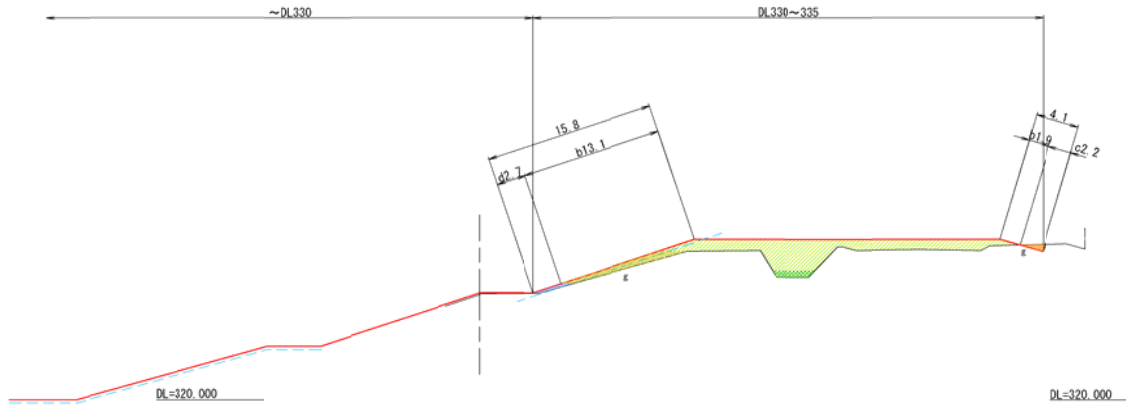 ～DL330
DL330～335
15.8
b13.1
d2.7
4.1
b1.9
c2.2
g
g
DL=320.000
DL=320.000